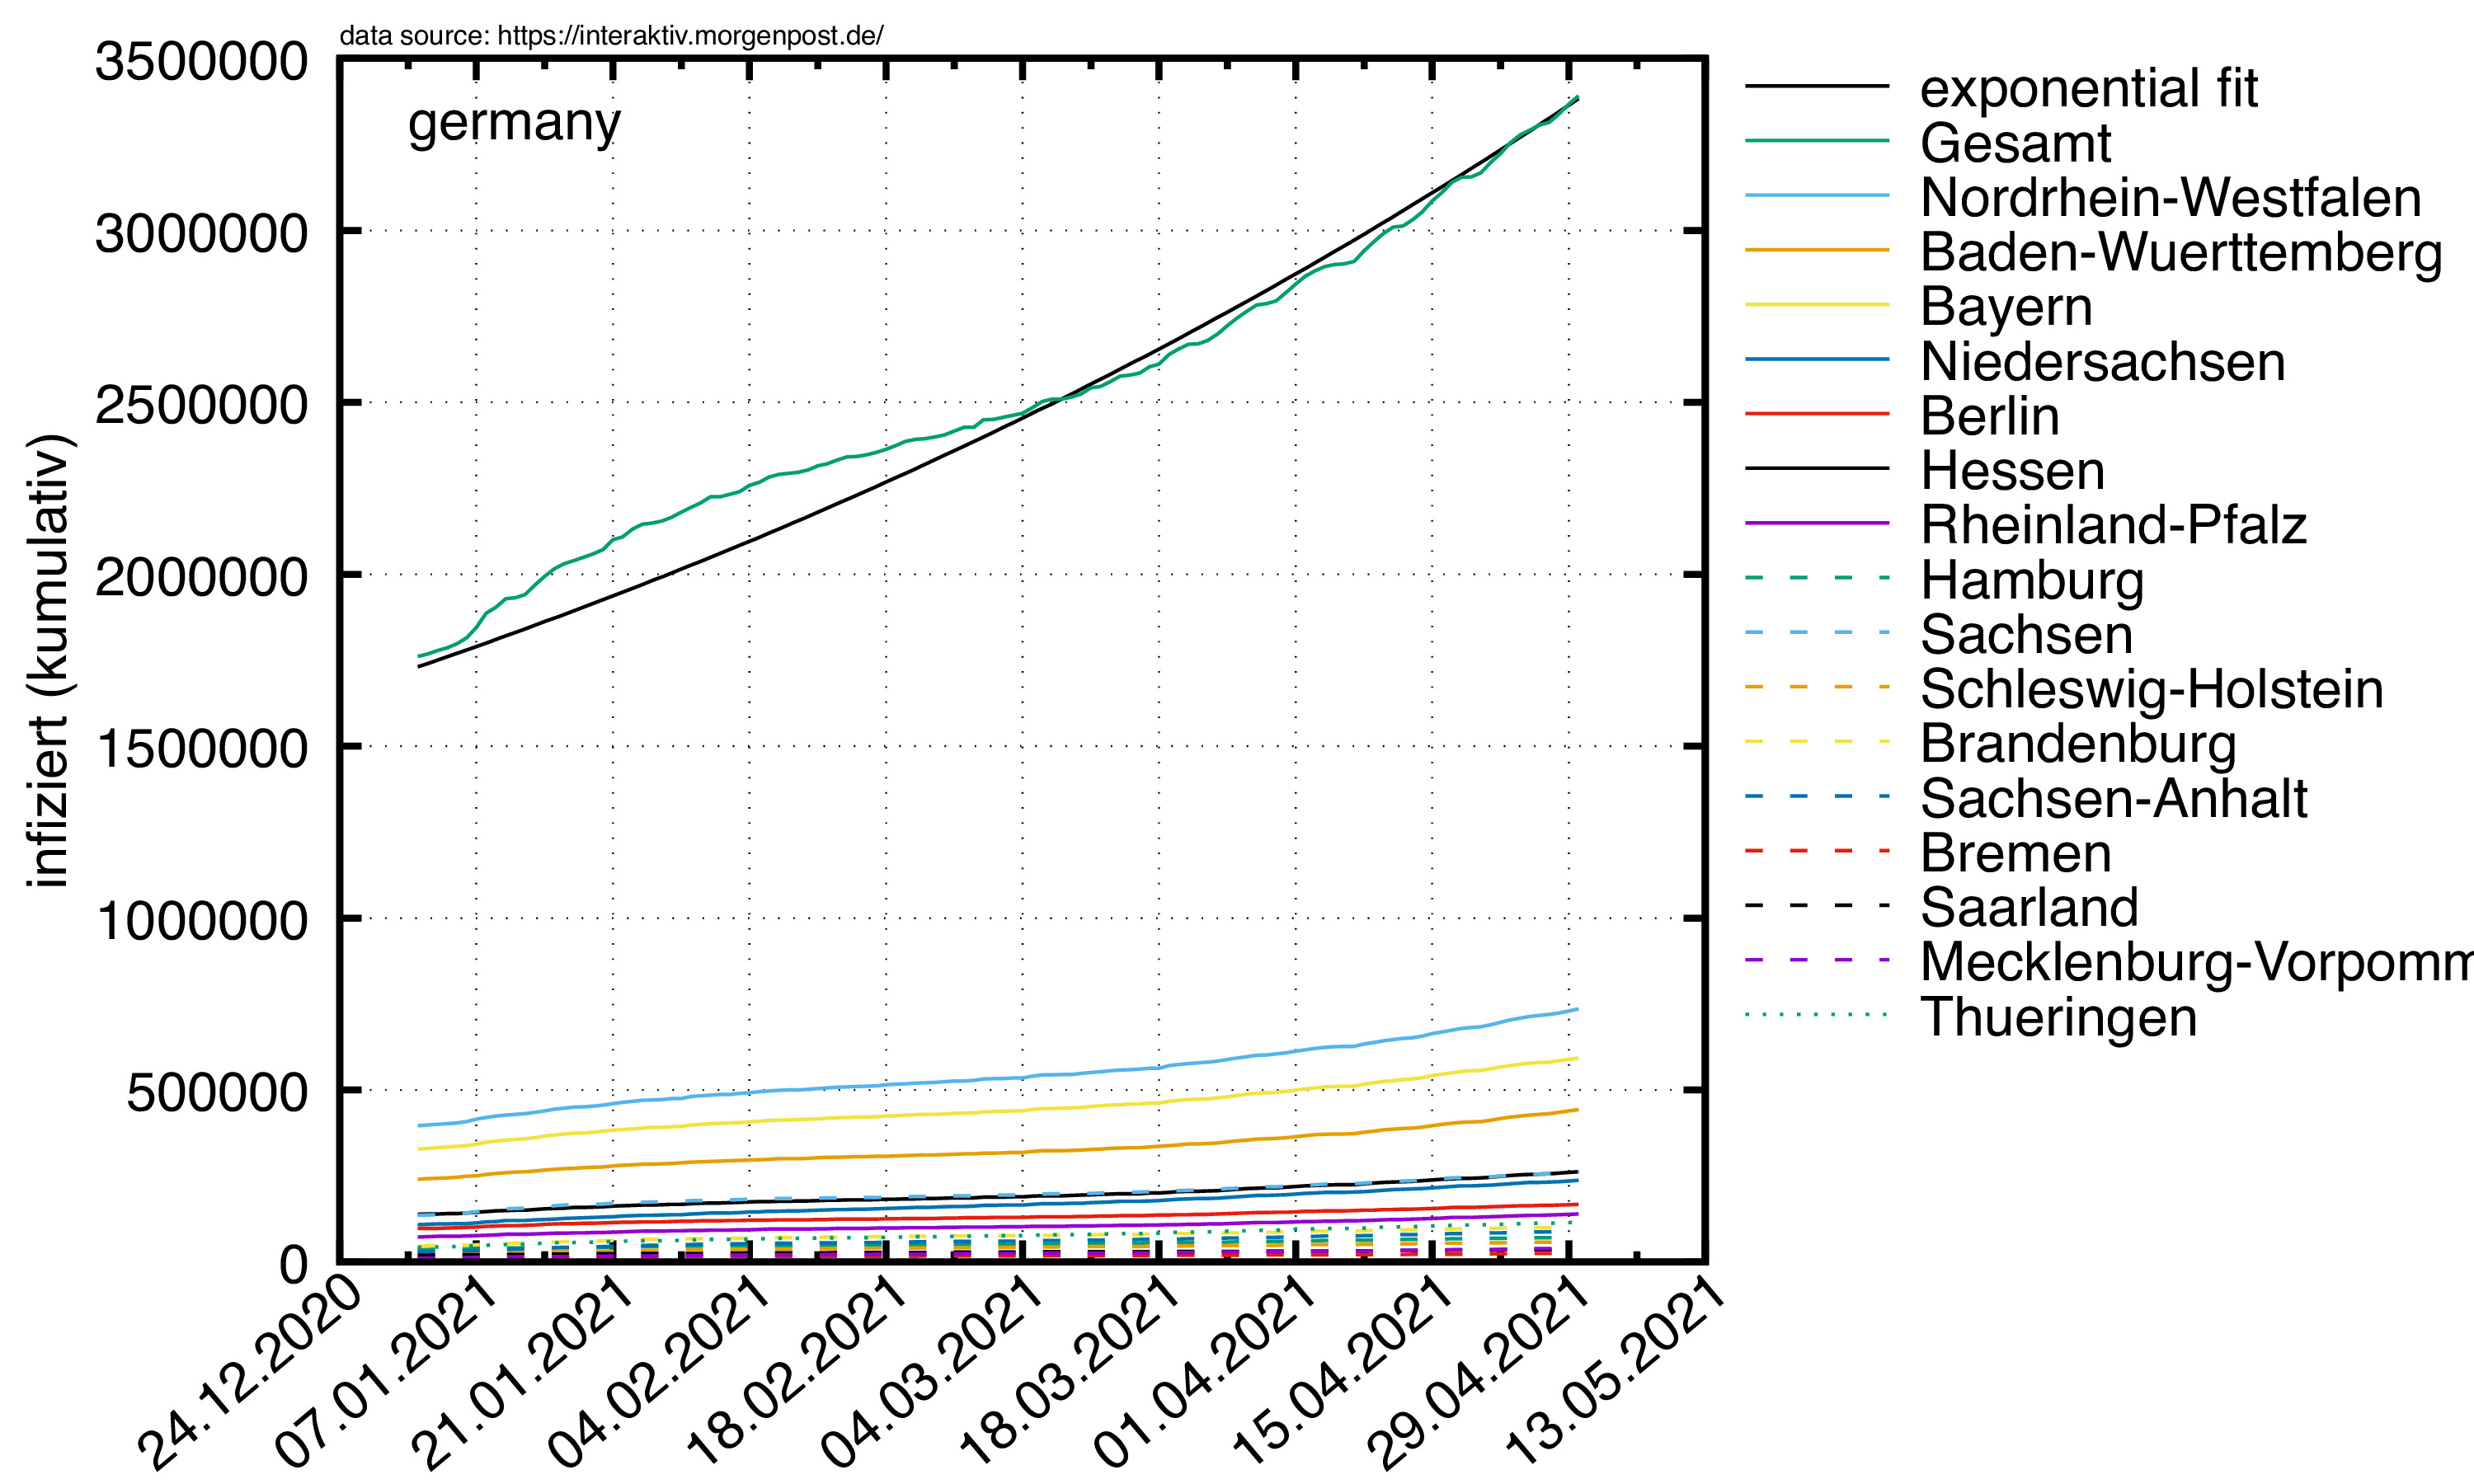 data source: https://interaktiv.morgenpost.de/
germany
infiziert (kumulativ)
3500000
3000000
2500000
2000000
1500000
1000000
500000
0
24.12.2020
07.01.2021
21.01.2021
04.02.2021
18.02.2021
04.03.2021
18.03.2021
01.04.2021
15.04.2021
29.04.2021
13.05.2021
exponential fit
Gesamt
Nordrhein-Westfalen
Baden-Wuerttemberg
Bayern
Niedersachsen
Berlin
Hessen
Rheinland-Pfalz
Hamburg
Sachsen
Schleswig-Holstein
Brandenburg
Sachsen-Anhalt
Bremen
Saarland
Mecklenburg-Vorpomm
Thueringen